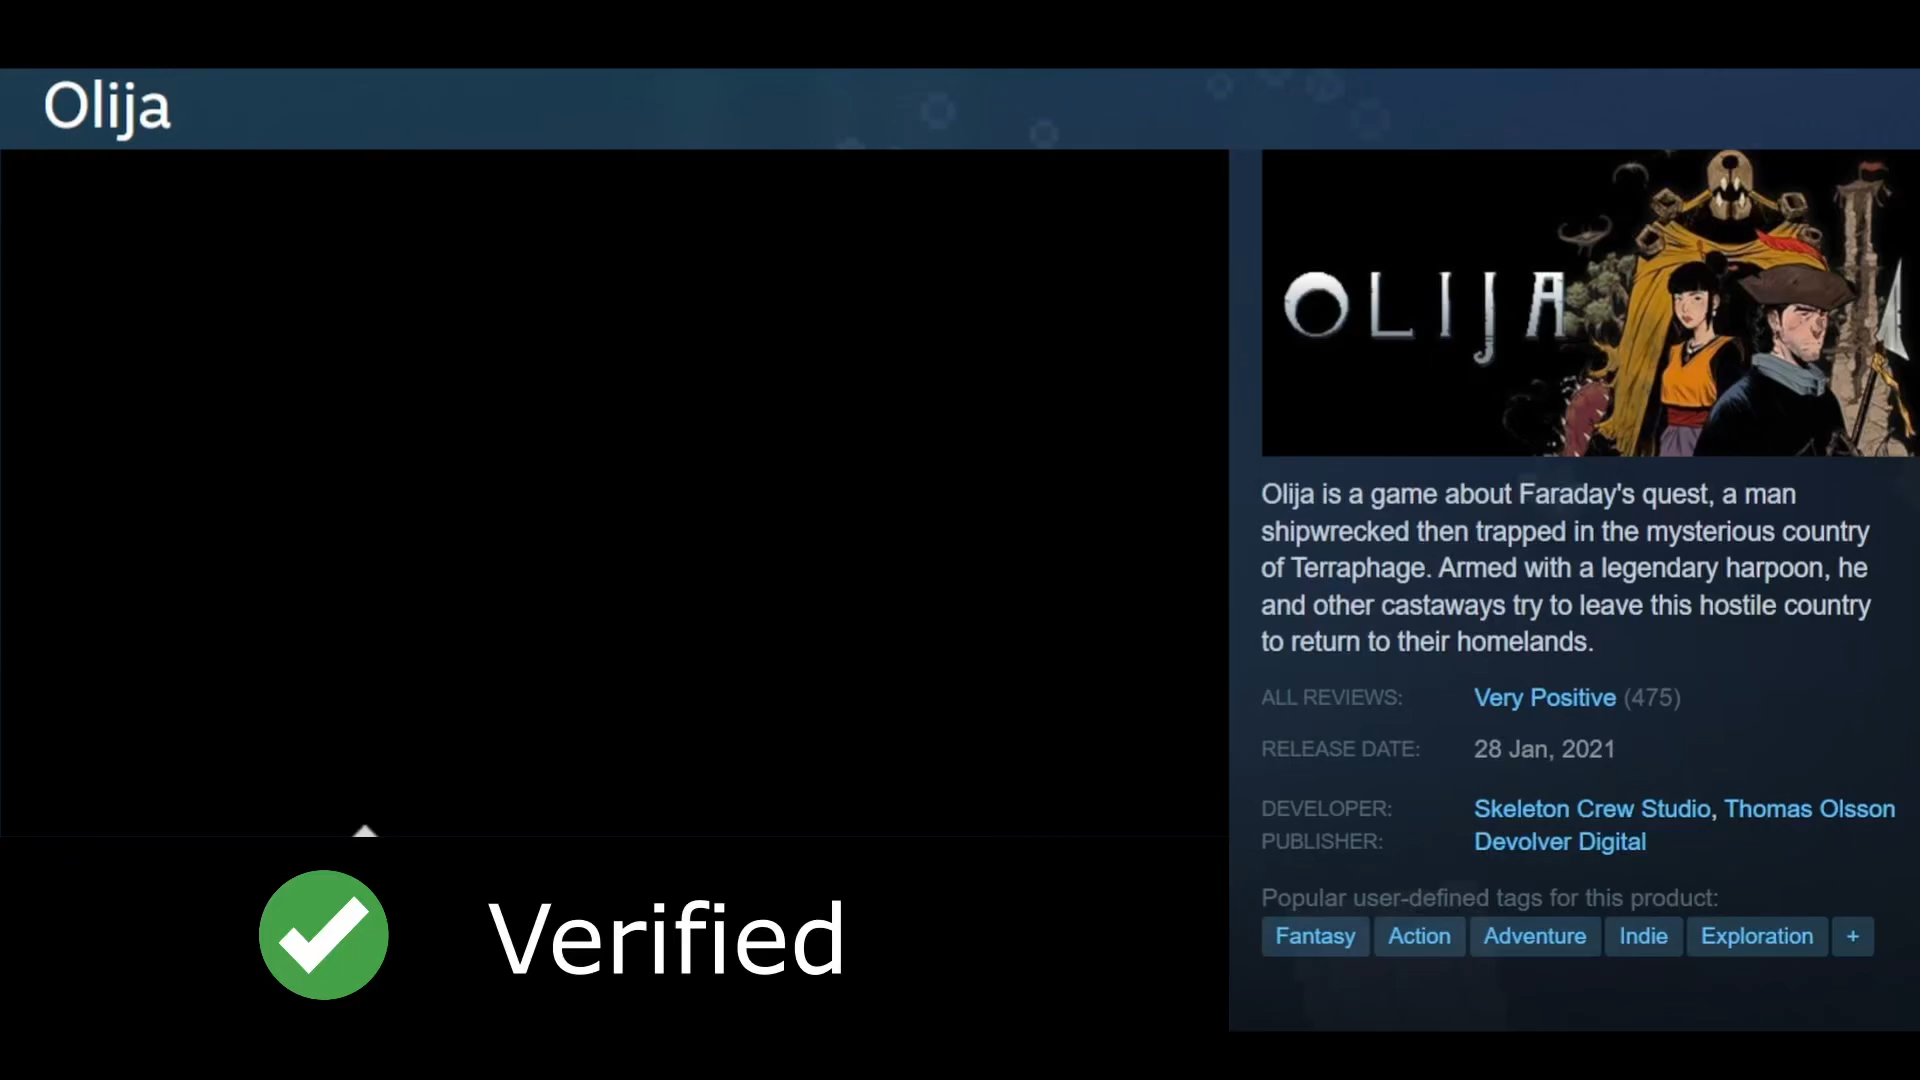 Olija
OLIJA
Olija is a game about Faraday's quest, a man
shipwrecked then trapped in the mysterious country
of Terraphage. Armed with a legendary harpoon, he
and other castaways try to leave this hostile country
to return to their homelands.
ALL REVIEWS: Very Positive (475)
RELEASE DATE: 28 Jan, 2021
DEVELOPER: Skeleton Crew Studio, Thomas Olsson
PUBLISHER: Devolver Digital
Popular user-defined tags for this product:
Fantasy Action Adventure Indie Exploration +
Verified